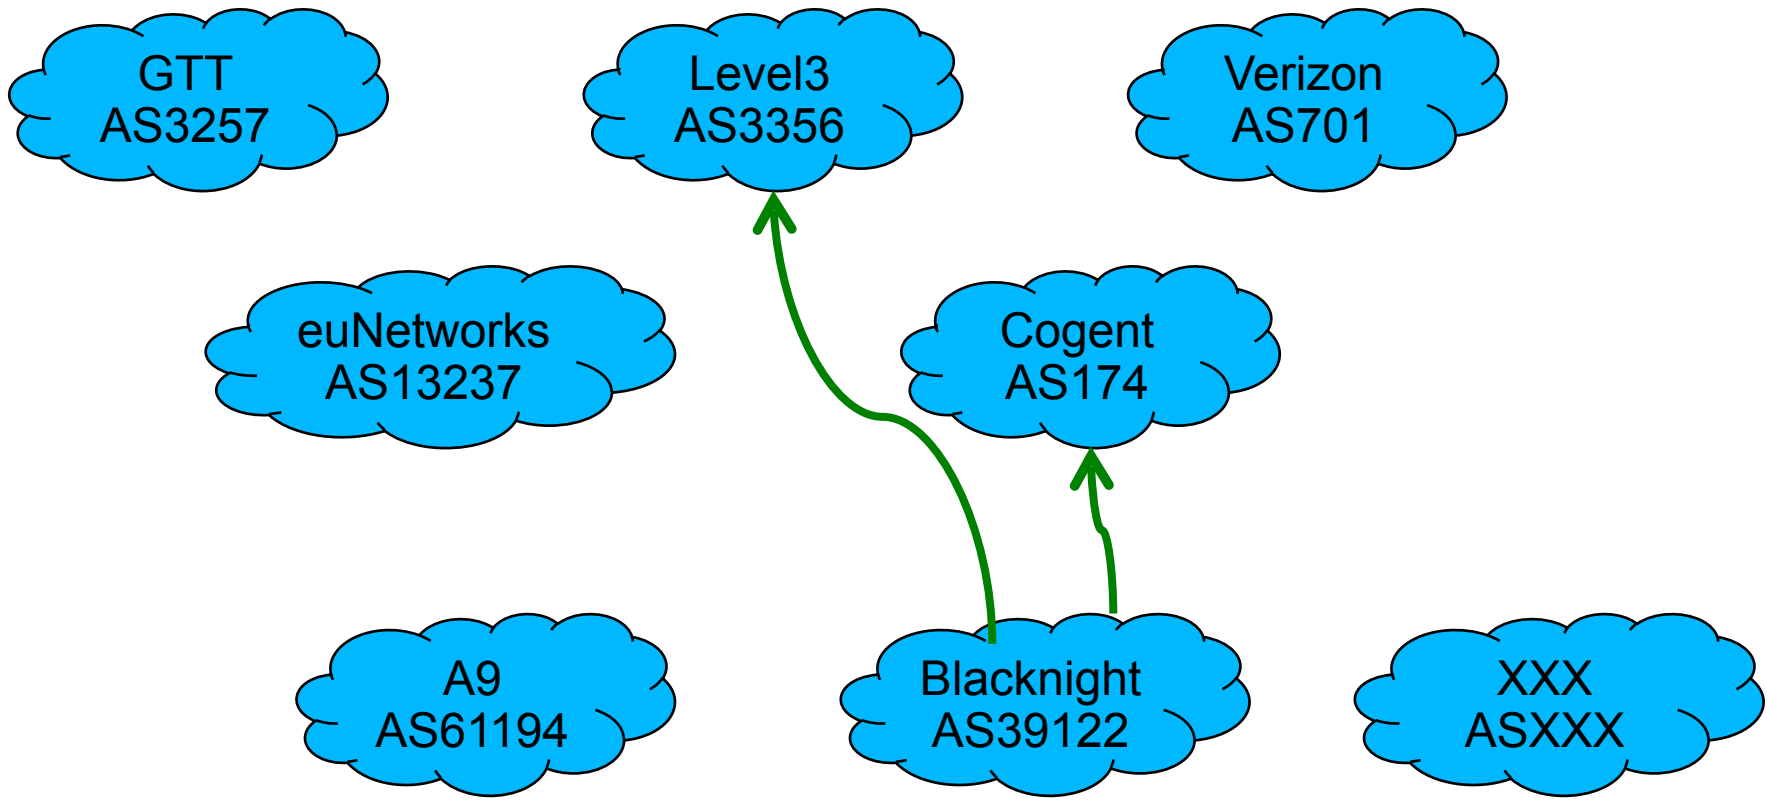 GTT
AS3257
Level3
AS3356
Verizon
AS701
euNetworks
AS13237
Cogent
AS174
A9
AS61194
Blacknight
AS39122
XXX
ASXXX